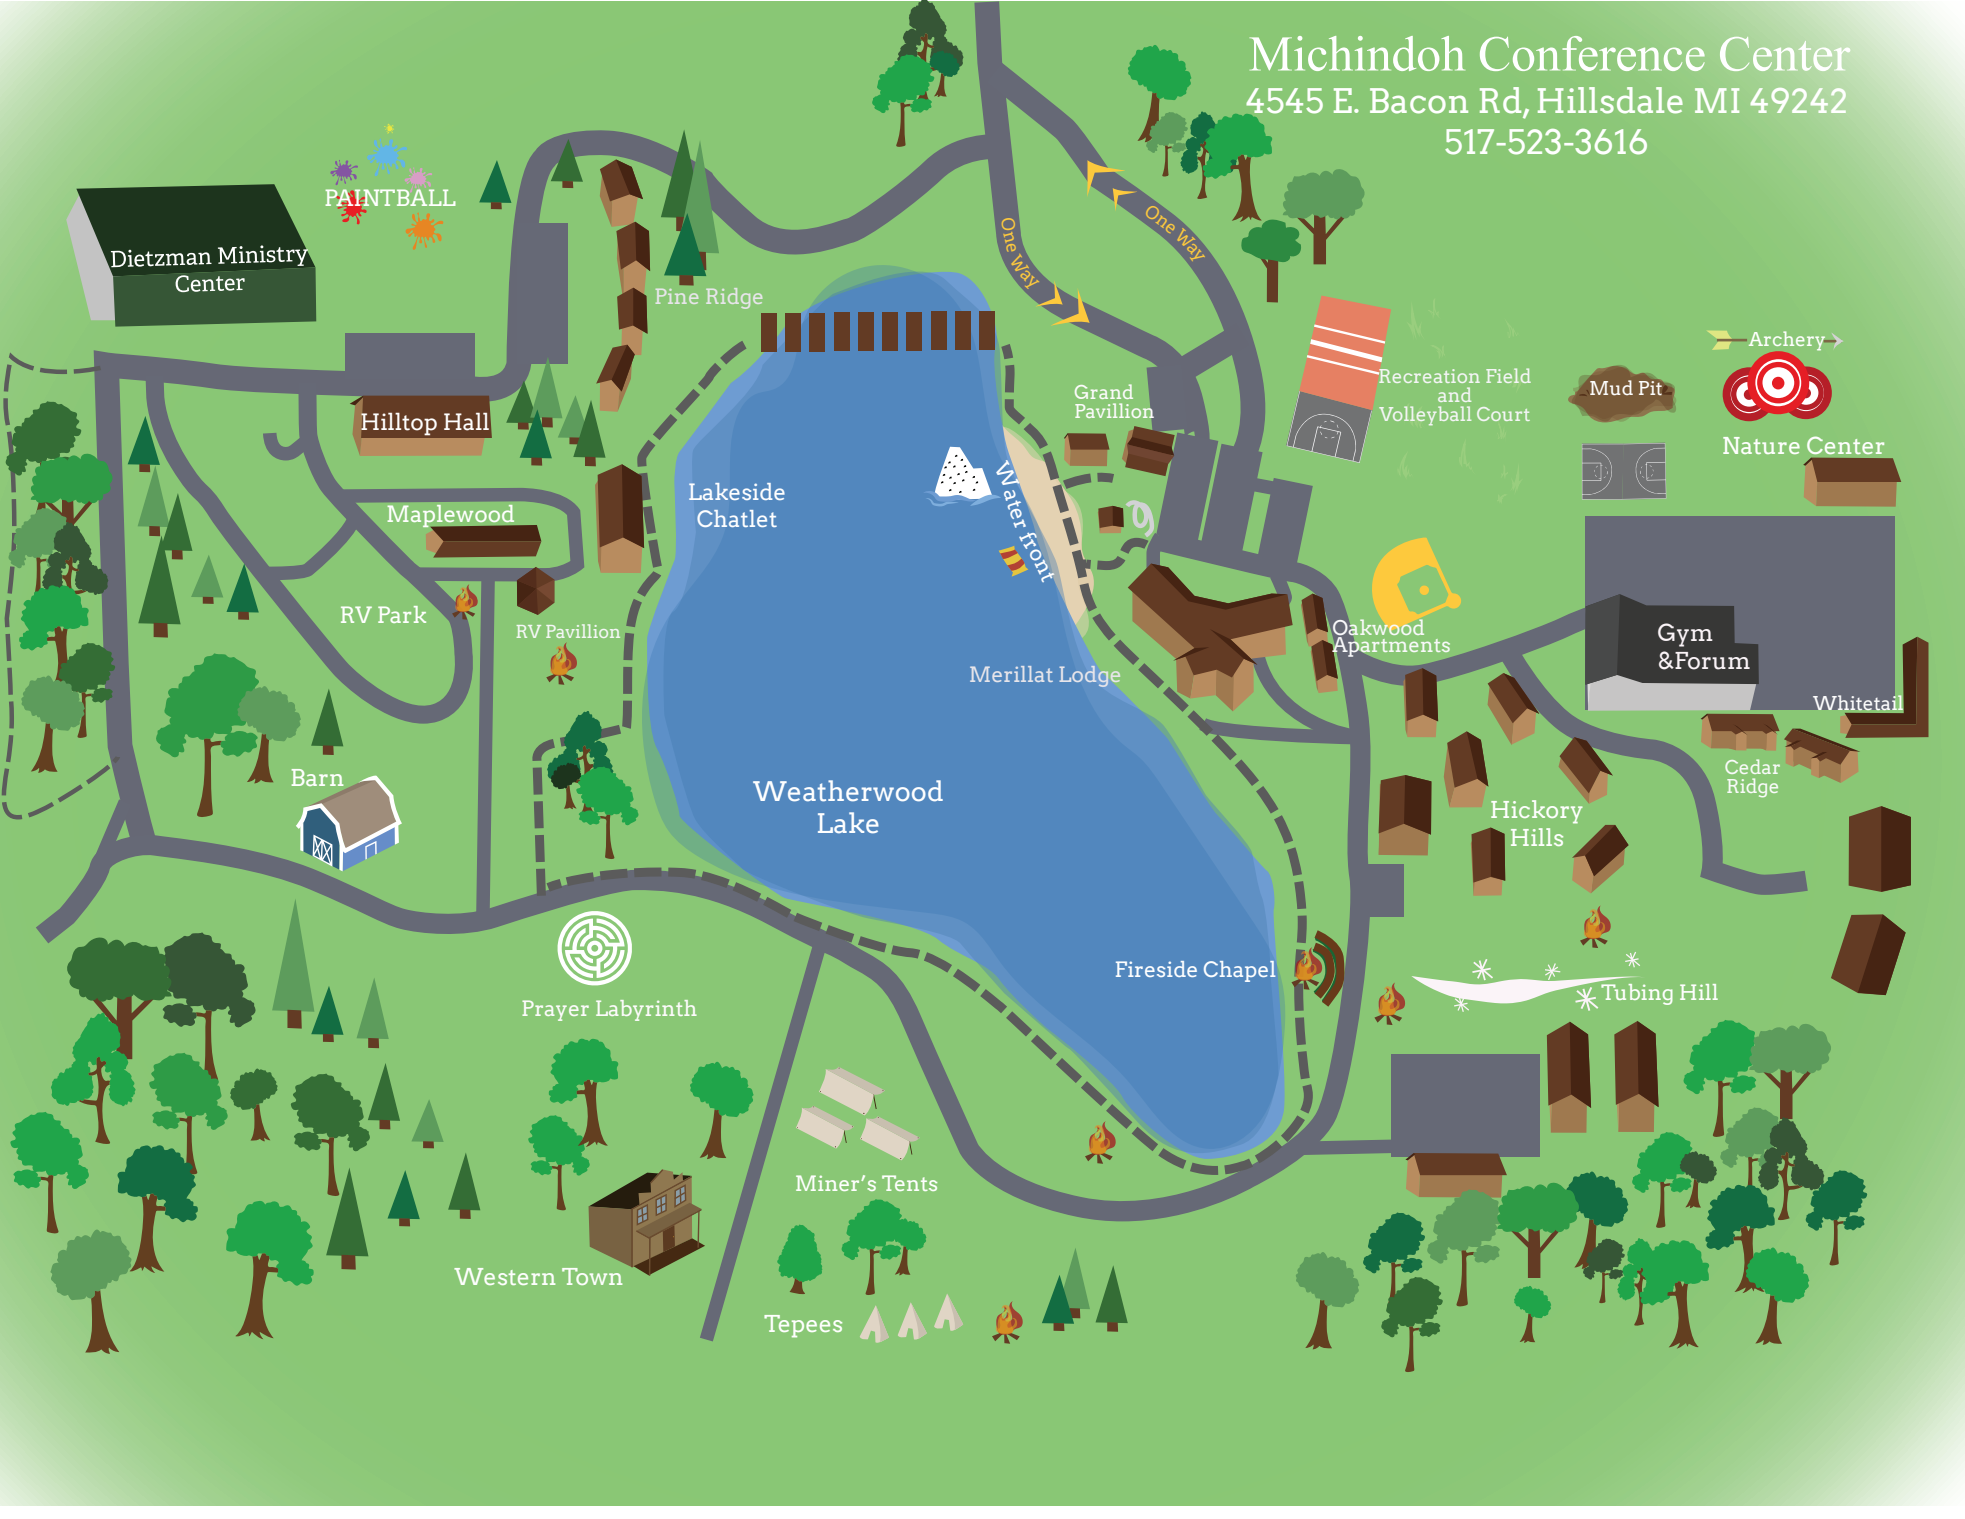 Michindoh Conference Center
4545 E. Bacon Rd, Hillsdale MI 49242
517-523-3616
PAINTBALL
Dietzman Ministry
Center
One Way
One Way
Pine Ridge
Archery
Recreation Field
and
Volleyball Court
Mud Pit
Grand
Pavillion
Hilltop Hall
Nature Center
Lakeside
Chatlet
Water front
Maplewood
RV Park
RV Pavillion
Oakwood
Apartments
Gym
&Forum
Merillat Lodge
Whitetail
Barn
Weatherwood
Lake
Cedar
Ridge
Hickory
Hills
Fireside Chapel
Tubing Hill
Prayer Labyrinth
Miner's Tents
Western Town
Tepees